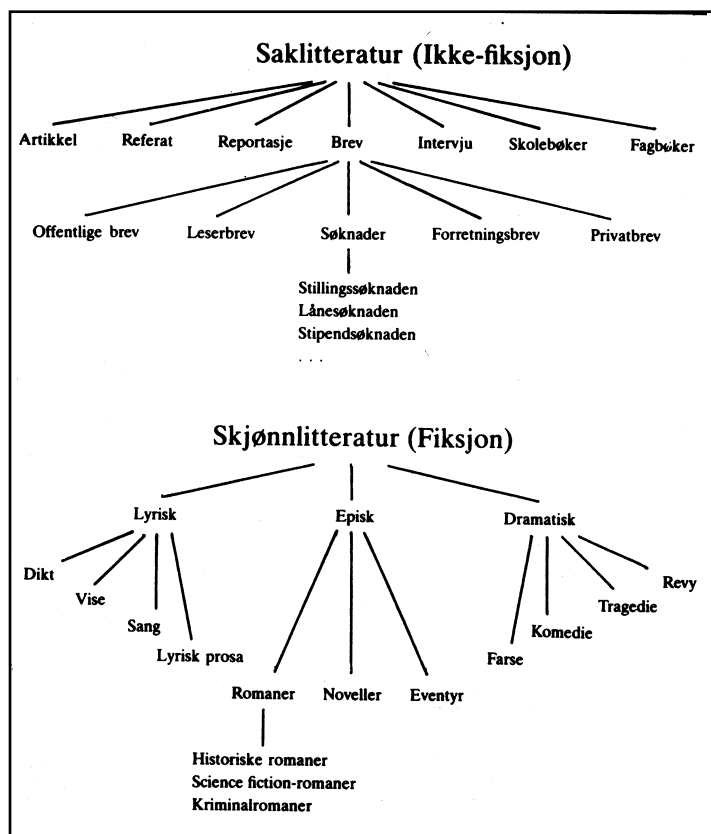 Saklitteratur (Ikke-fiksjon)
Artikkel Referat Reportasje Brev Intervju Skolebøker Fagbøker
Offentlige brev Leserbrev Søknader Forretningsbrev Privatbrev
Stillingssøknaden
Lånesøknaden
Stipendsøknaden
. . .
Skjønnlitteratur (Fiksjon)
Lyrisk Episk Dramatisk
Dikt
Vise
Sang
Lyrisk prosa
Revy
Tragedie
Komedie
Farse
Romaner Noveller Eventyr
Historiske romaner
Science fiction-romaner
Kriminalromaner